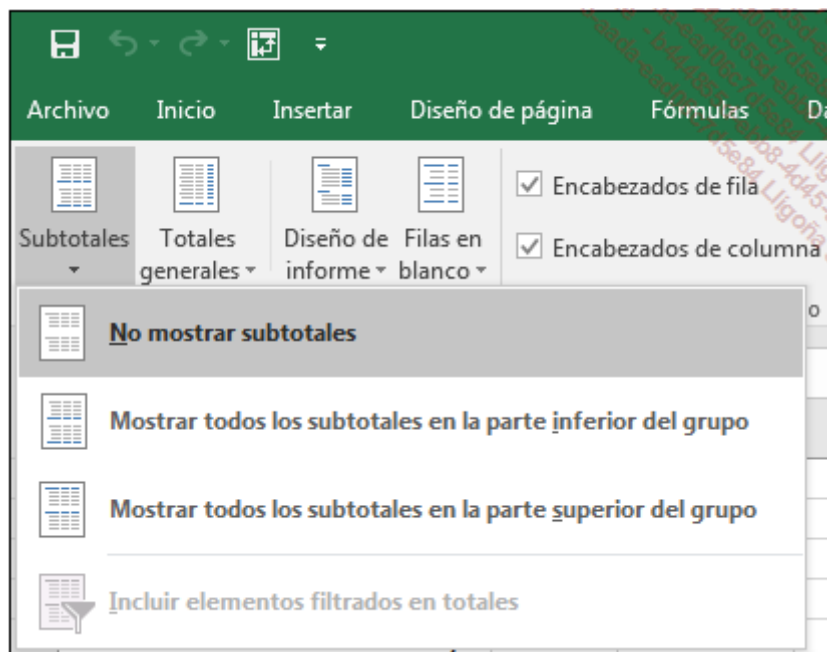 Archivo Inicio Insertar Diseño de página Fórmulas
Subtotales Totales generales Diseño de informe Filas en blanco
Encabezados de fila
Encabezados de columna
o
No mostrar subtotales
Mostrar todos los subtotales en la parte inferior del grupo
Mostrar todos los subtotales en la parte superior del grupo
Incluir elementos filtrados en totales